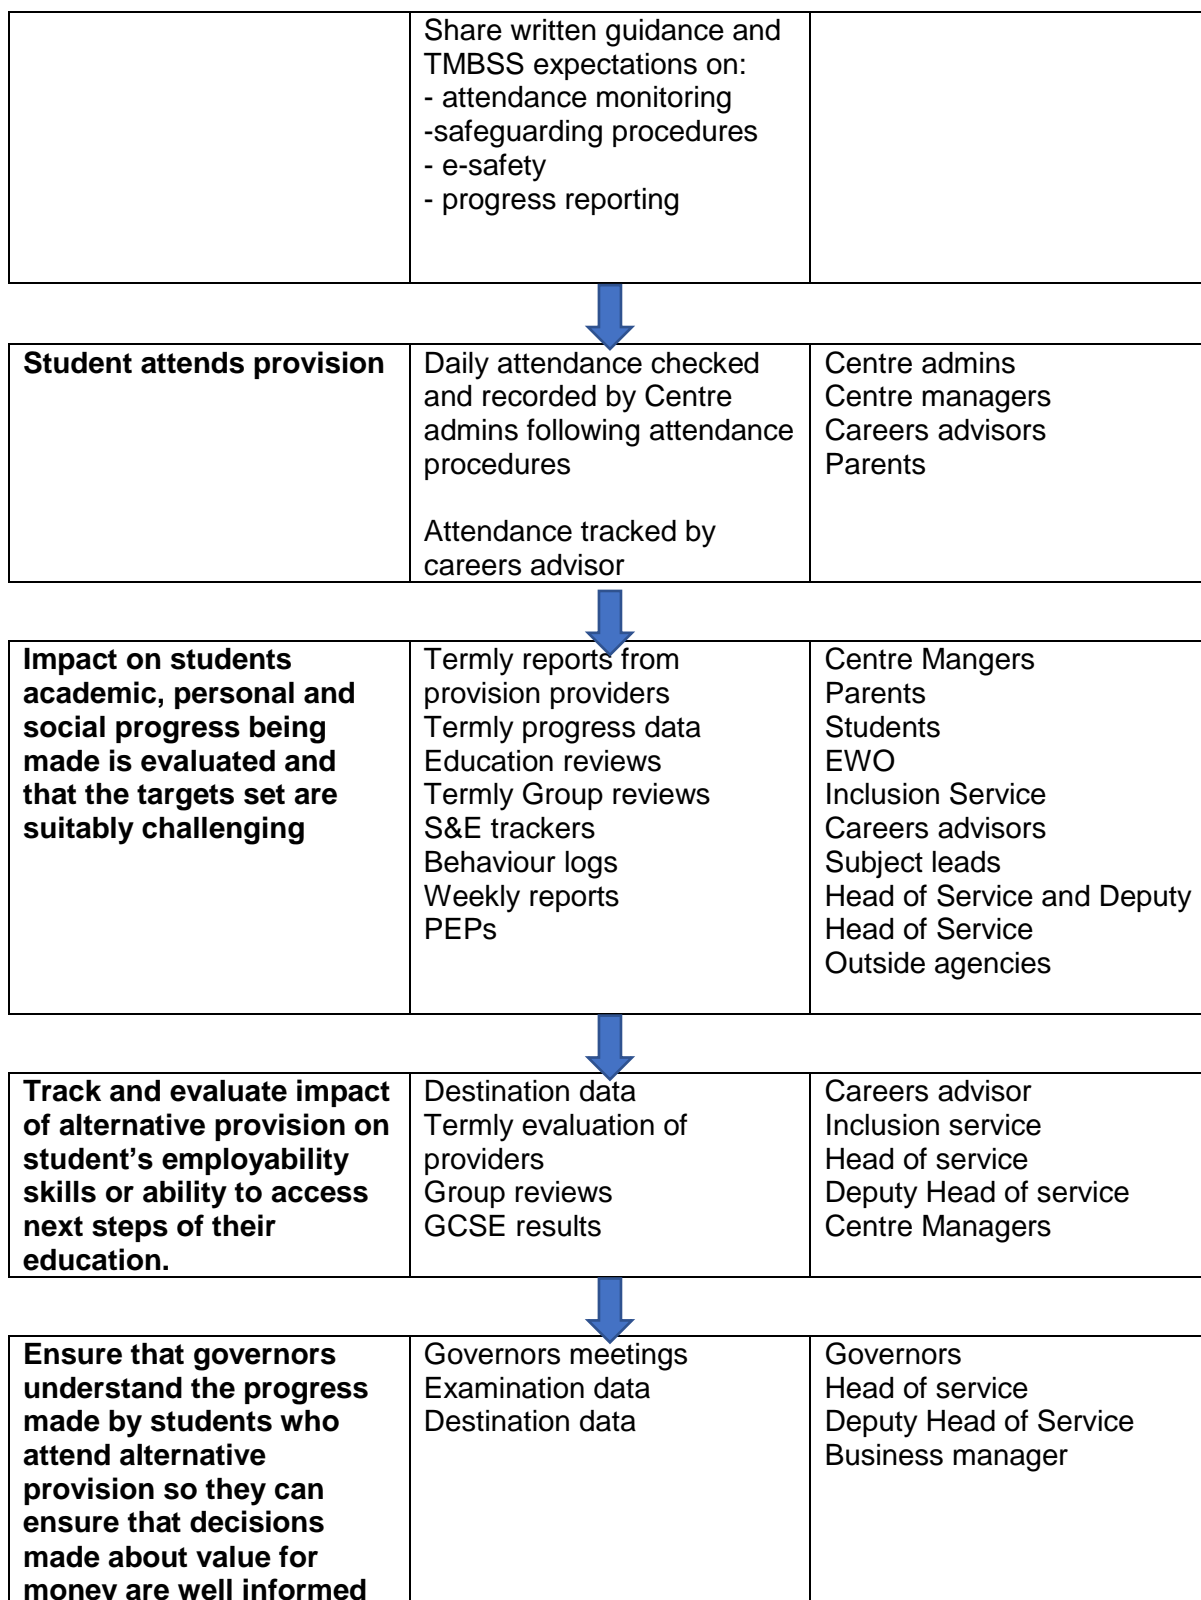 Share written guidance and
TMBSS expectations on:
- attendance monitoring
-safeguarding procedures
- e-safety
- progress reporting
Student attends provision
Daily attendance checked
and recorded by Centre
admins following attendance
procedures
Attendance tracked by
careers advisor
Centre admins
Centre managers
Careers advisors
Parents
Impact on students
academic, personal and
social progress being
made is evaluated and
that the targets set are
suitably challenging
Termly reports from
provision providers
Termly progress data
Education reviews
Termly Group reviews
S&E trackers
Behaviour logs
Weekly reports
PEPs
Centre Mangers
Parents
Students
EWO
Inclusion Service
Careers advisors
Subject leads
Head of Service and Deputy
Head of Service
Outside agencies
Track and evaluate impact
of alternative provision on
student’s employability
skills or ability to access
next steps of their
education.
Destination data
Termly evaluation of
providers
Group reviews
GCSE results
Careers advisor
Inclusion service
Head of service
Deputy Head of service
Centre Managers
Ensure that governors
understand the progress
made by students who
attend alternative
provision so they can
ensure that decisions
made about value for
money are well informed
Governors meetings
Examination data
Destination data
Governors
Head of service
Deputy Head of Service
Business manager